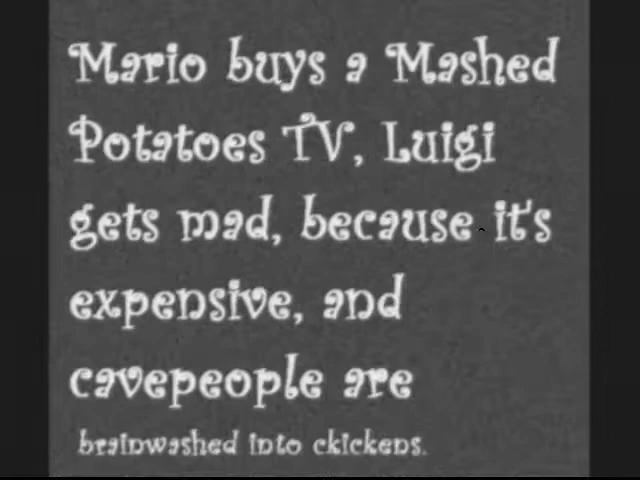 Mario buys a Mashed
Potatoes TV, Luigi
gets mad, because it's
expensive, and
cavepeople are
brainwashed into ckickens.